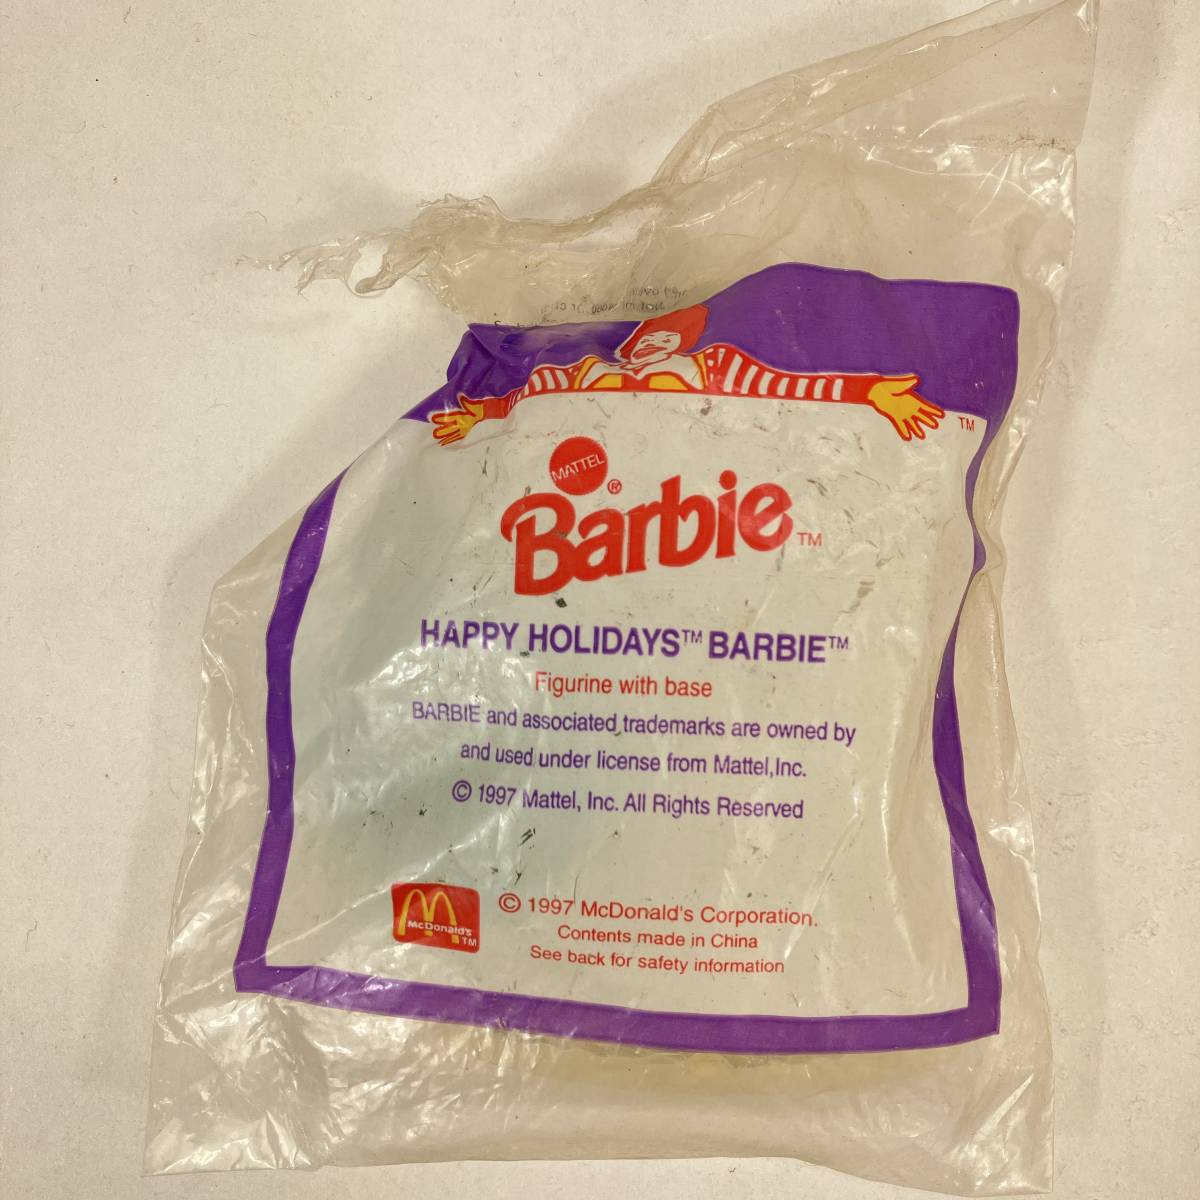 TM
MATTEL
®
Barbie™
HAPPY HOLIDAYS™ BARBIE™
Figurine with base
BARBIE and associated trademarks are owned by
and used under license from Mattel,Inc.
© 1997 Mattel, Inc. All Rights Reserved
McDonald's
TM
© 1997 McDonald's Corporation.
Contents made in China
See back for safety information